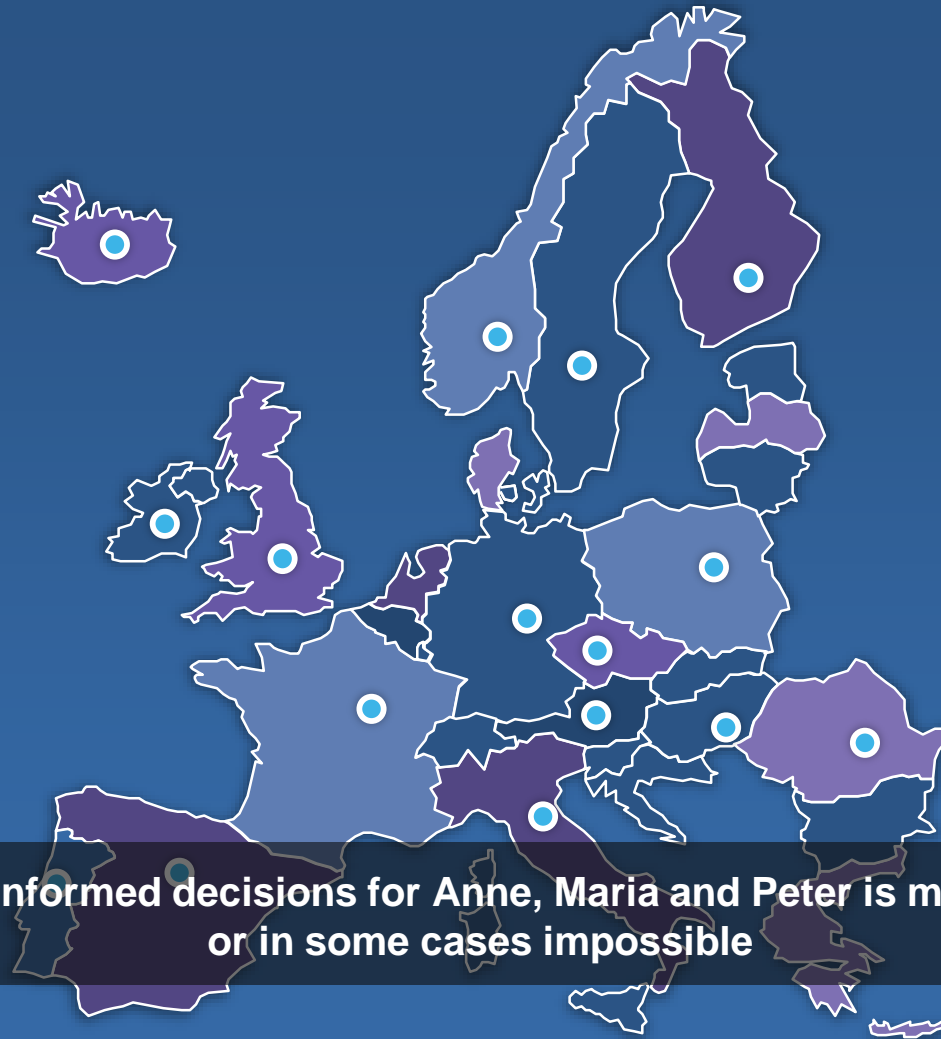 nformed decisions for Anne, Maria and Peter is m
or in some cases impossible